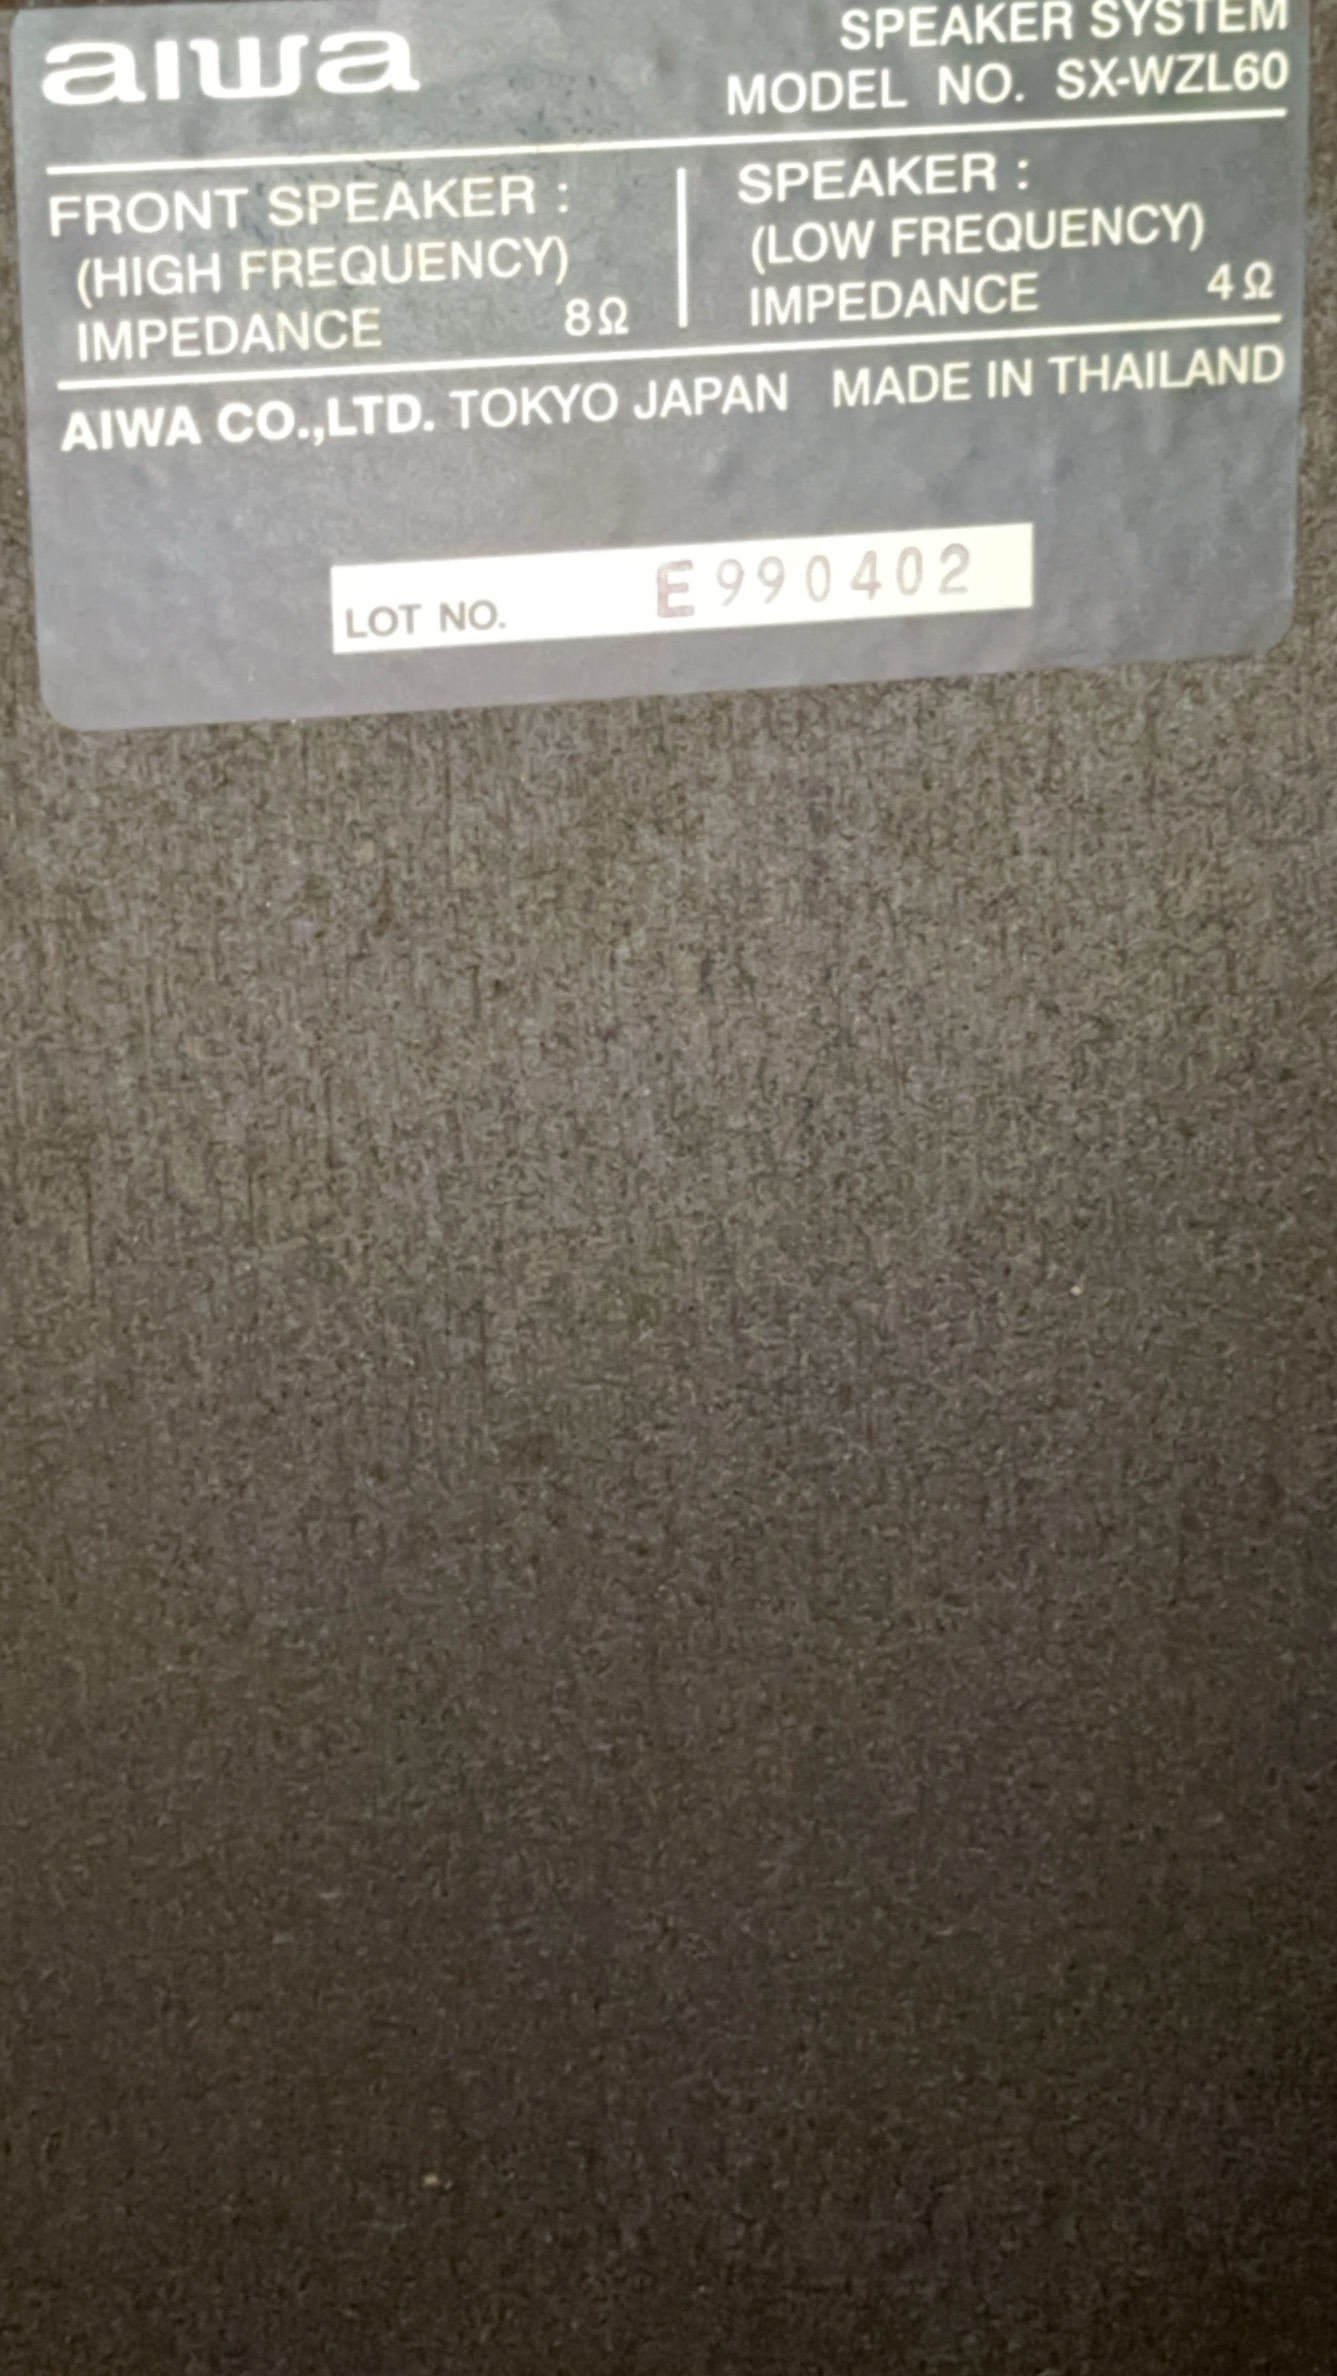 aiwa
SPEAKER SYSTEM
MODEL NO. SX-WZL60
FRONT SPEAKER :
(HIGH FREQUENCY)
IMPEDANCE 8Ω
SPEAKER :
(LOW FREQUENCY)
IMPEDANCE 4Ω
AIWA CO.,LTD. TOKYO JAPAN MADE IN THAILAND
LOT NO. E990402